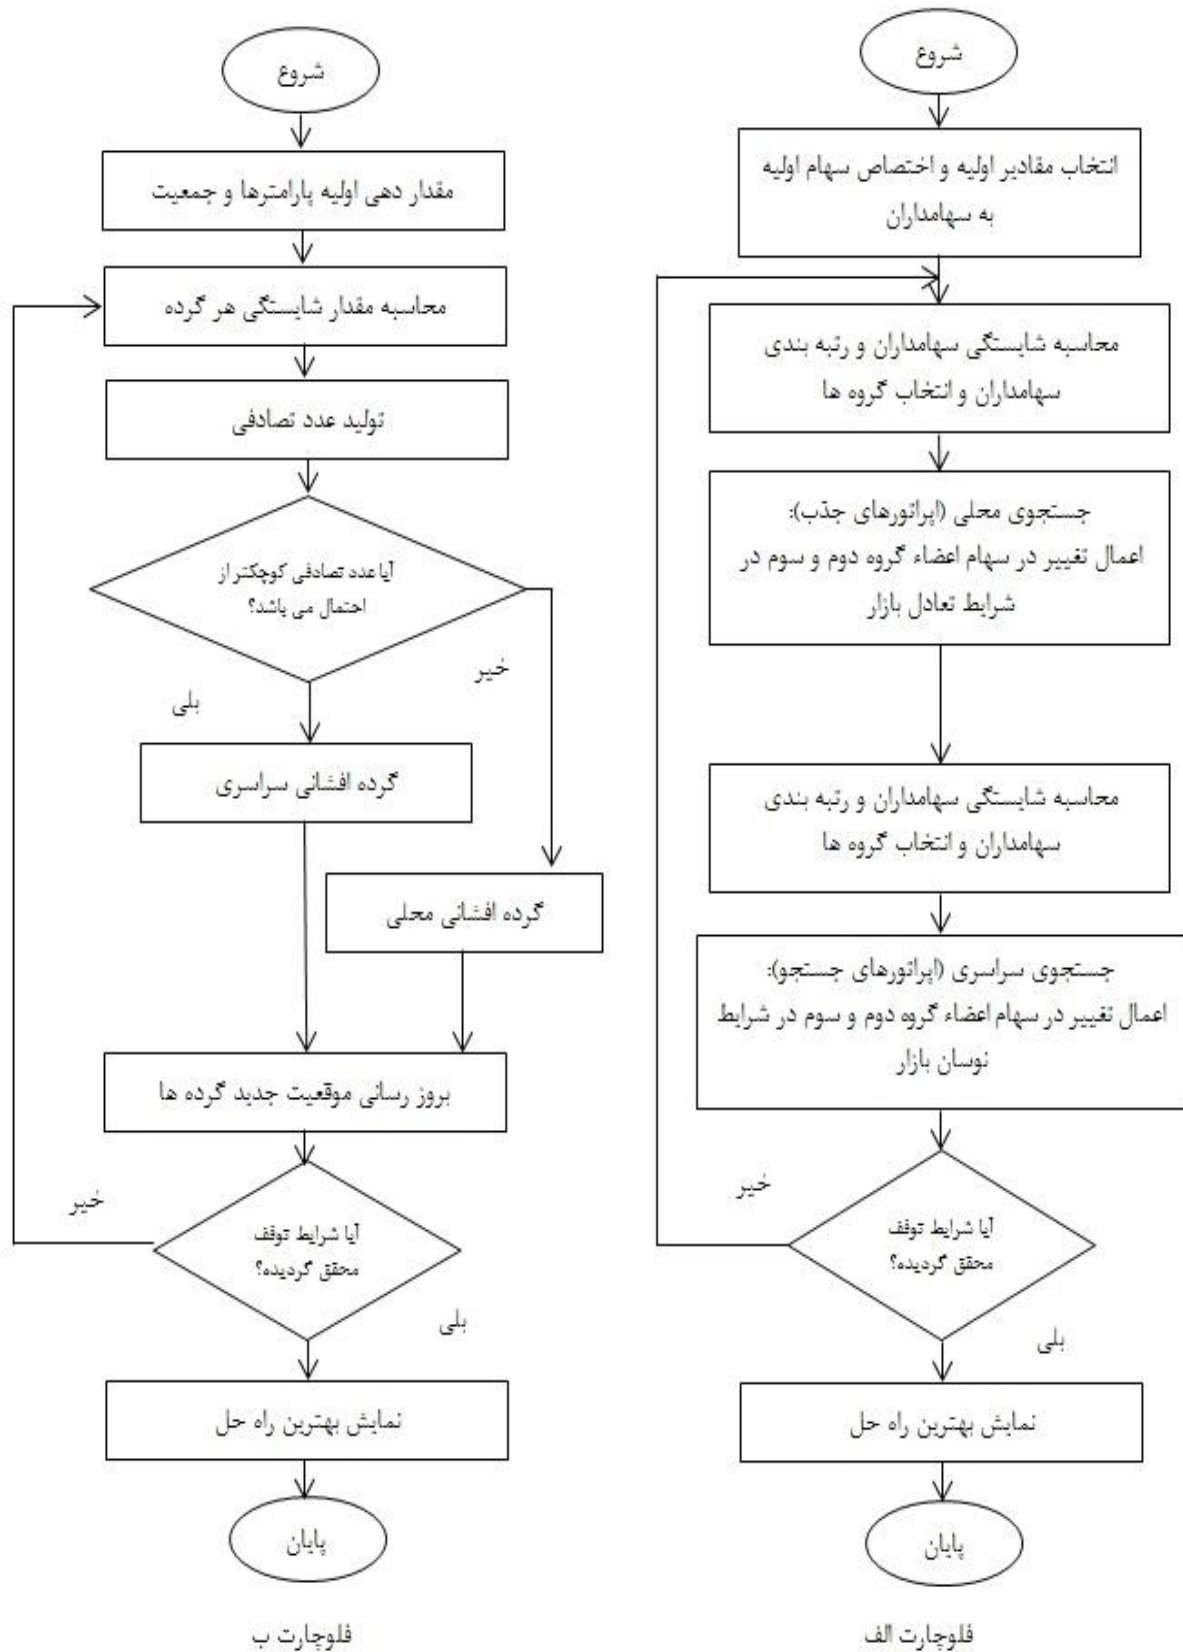 شروع
انتخاب مقادیر اولیه و اختصاص سهام اولیه
به سهامداران
محاسبه شایستگی سهامداران و رتبه بندی
سهامداران و انتخاب گروه ها
جستجوی محلی (اپراتورهای جذب):
اعمال تغییر در سهام اعضاء گروه دوم و سوم در
شرایط تعادل بازار
محاسبه شایستگی سهامداران و رتبه بندی
سهامداران و انتخاب گروه ها
جستجوی سراسری (اپراتورهای جستجو):
اعمال تغییر در سهام اعضاء گروه دوم و سوم در شرایط
نوسان بازار
آیا شرایط توقف
محقق گردیده؟
خیر
بلی
نمایش بهترین راه حل
پایان
فلوچارت الف
شروع
مقدار دهی اولیه پارامترها و جمعیت
محاسبه مقدار شایستگی هر گرده
تولید عدد تصادفی
آیا عدد تصادفی کوچکتر از
احتمال می باشد؟
خیر
بلی
گرده افشانی سراسری
گرده افشانی محلی
بروز رسانی موقعیت جدید گرده ها
آیا شرایط توقف
محقق گردیده؟
خیر
بلی
نمایش بهترین راه حل
پایان
فلوچارت ب